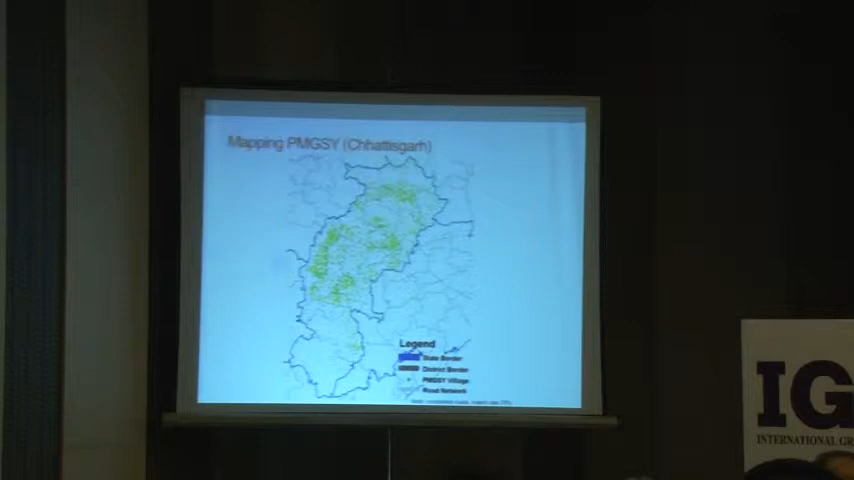 Mapping PMGSY (Chhattisgarh)
Legend
State Border
District Border
PMGSY Village
Road Network
IG
INTERNATIONAL GR